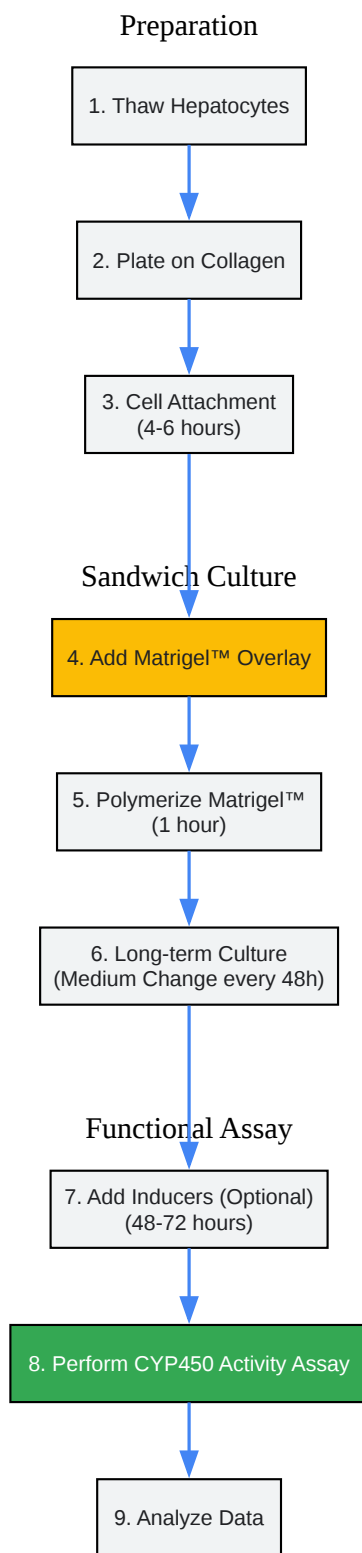 Preparation
1. Thaw Hepatocytes
2. Plate on Collagen
3. Cell Attachment
(4-6 hours)
Sandwich Culture
4. Add Matrigel™ Overlay
5. Polymerize Matrigel™
(1 hour)
6. Long-term Culture
(Medium Change every 48h)
Functional Assay
7. Add Inducers (Optional)
(48-72 hours)
8. Perform CYP450 Activity Assay
9. Analyze Data